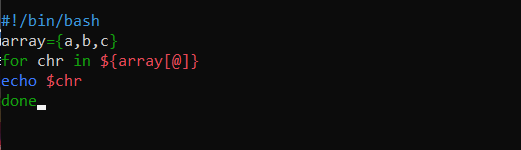 #!/bin/bash
array={a,b,c}
for chr in ${array[@]}
echo $chr
done